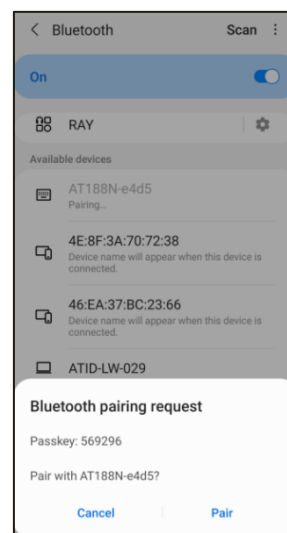 Bluetooth Scan
On
RAY
Available devices
AT188N-e4d5
Pairing...
4E:8F:3A:70:72:38
Device name will appear when this device is
connected.
46:EA:37:BC:23:66
Device name will appear when this device is
connected.
ATID-LW-029
Bluetooth pairing request
Passkey: 569296
Pair with AT188N-e4d5?
Cancel Pair